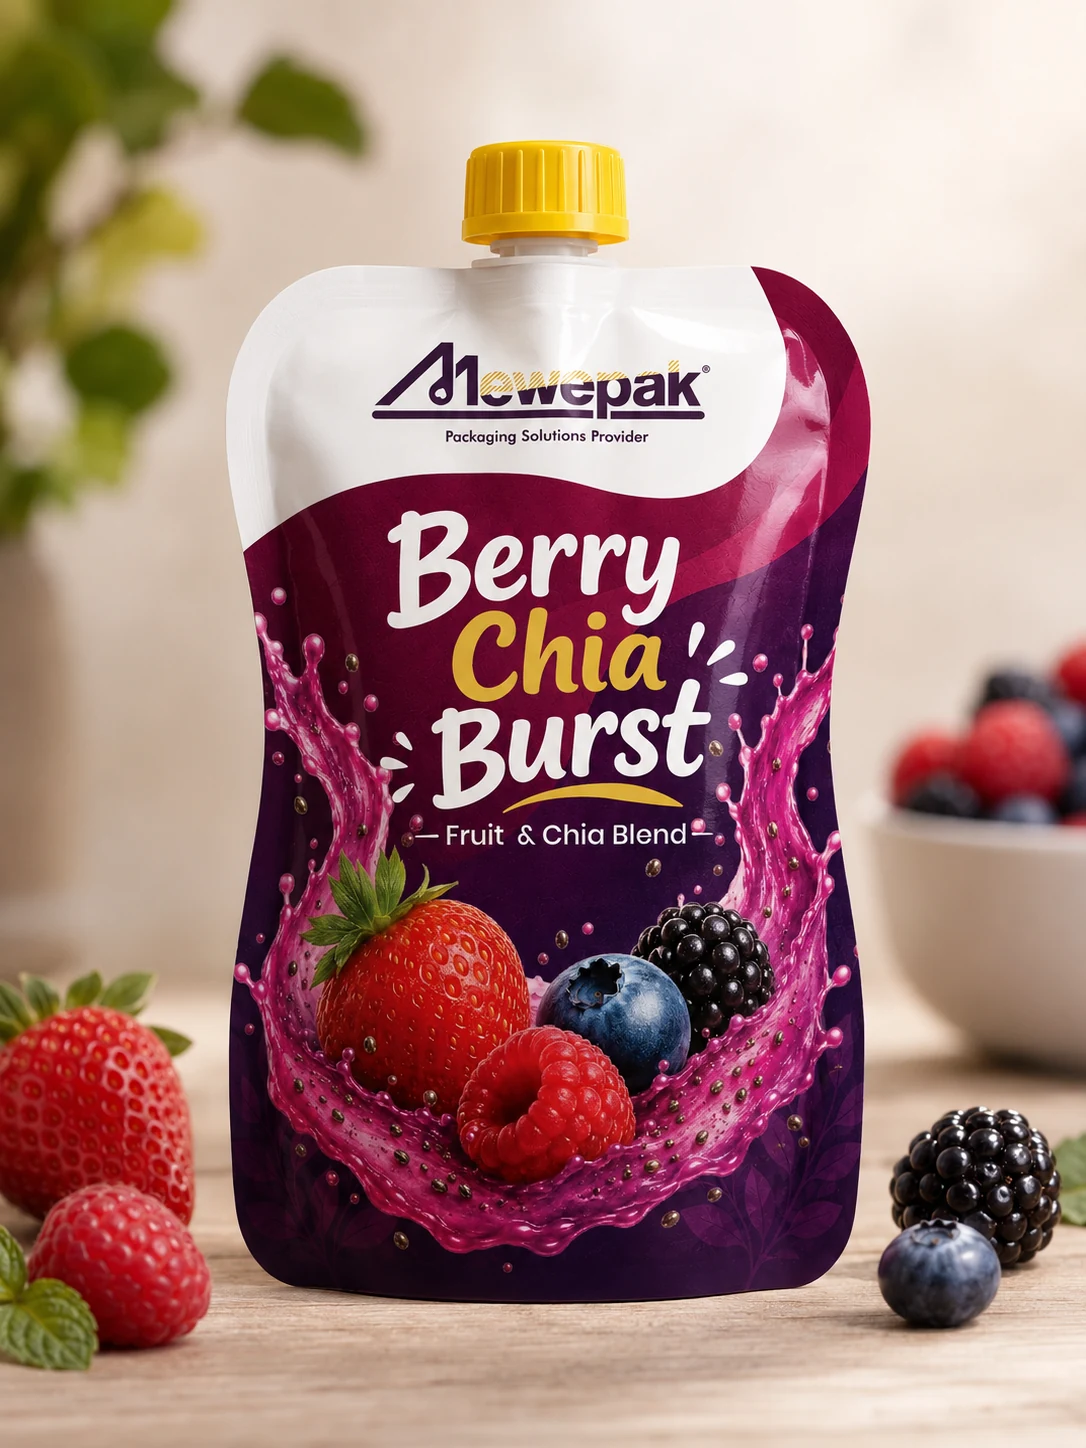 Mewepak®
Packaging Solutions Provider
Berry
Chia
Burst
Fruit & Chia Blend